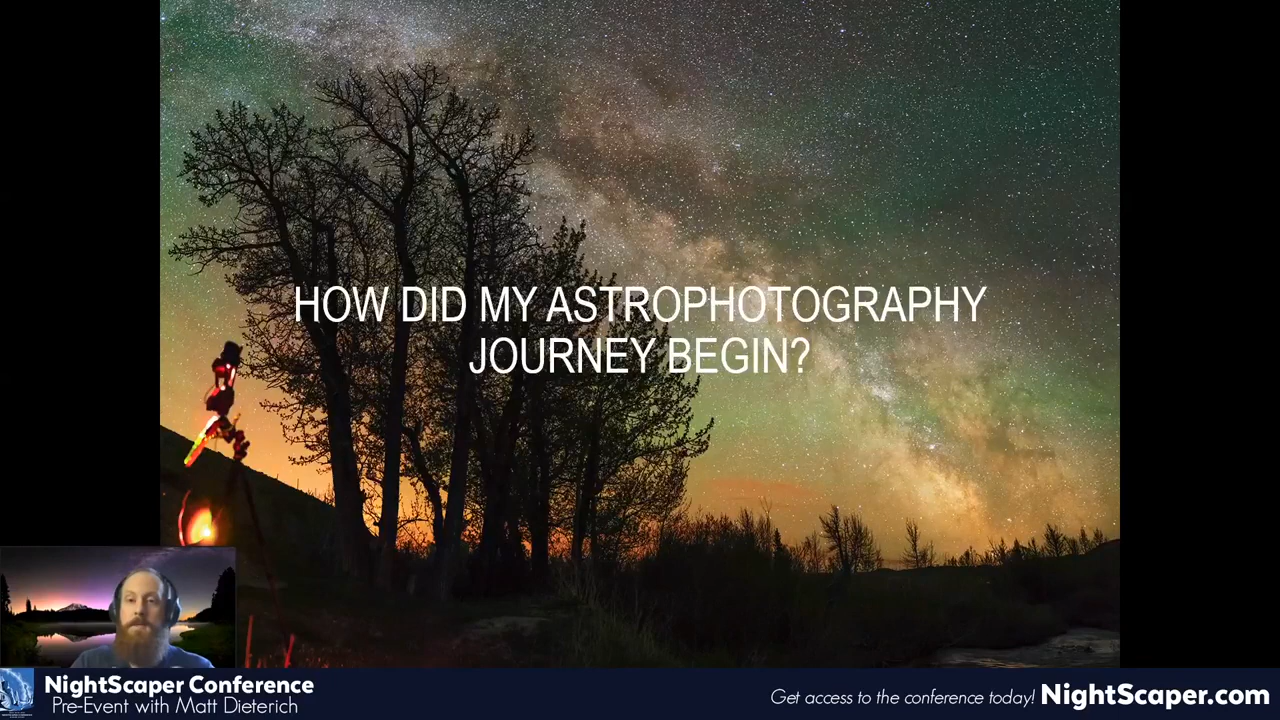 HOW DID MY ASTROPHOTOGRAPHY
JOURNEY BEGIN?
NightScaper Conference
Pre-Event with Matt Dieterich
Get access to the conference today! NightScaper.com